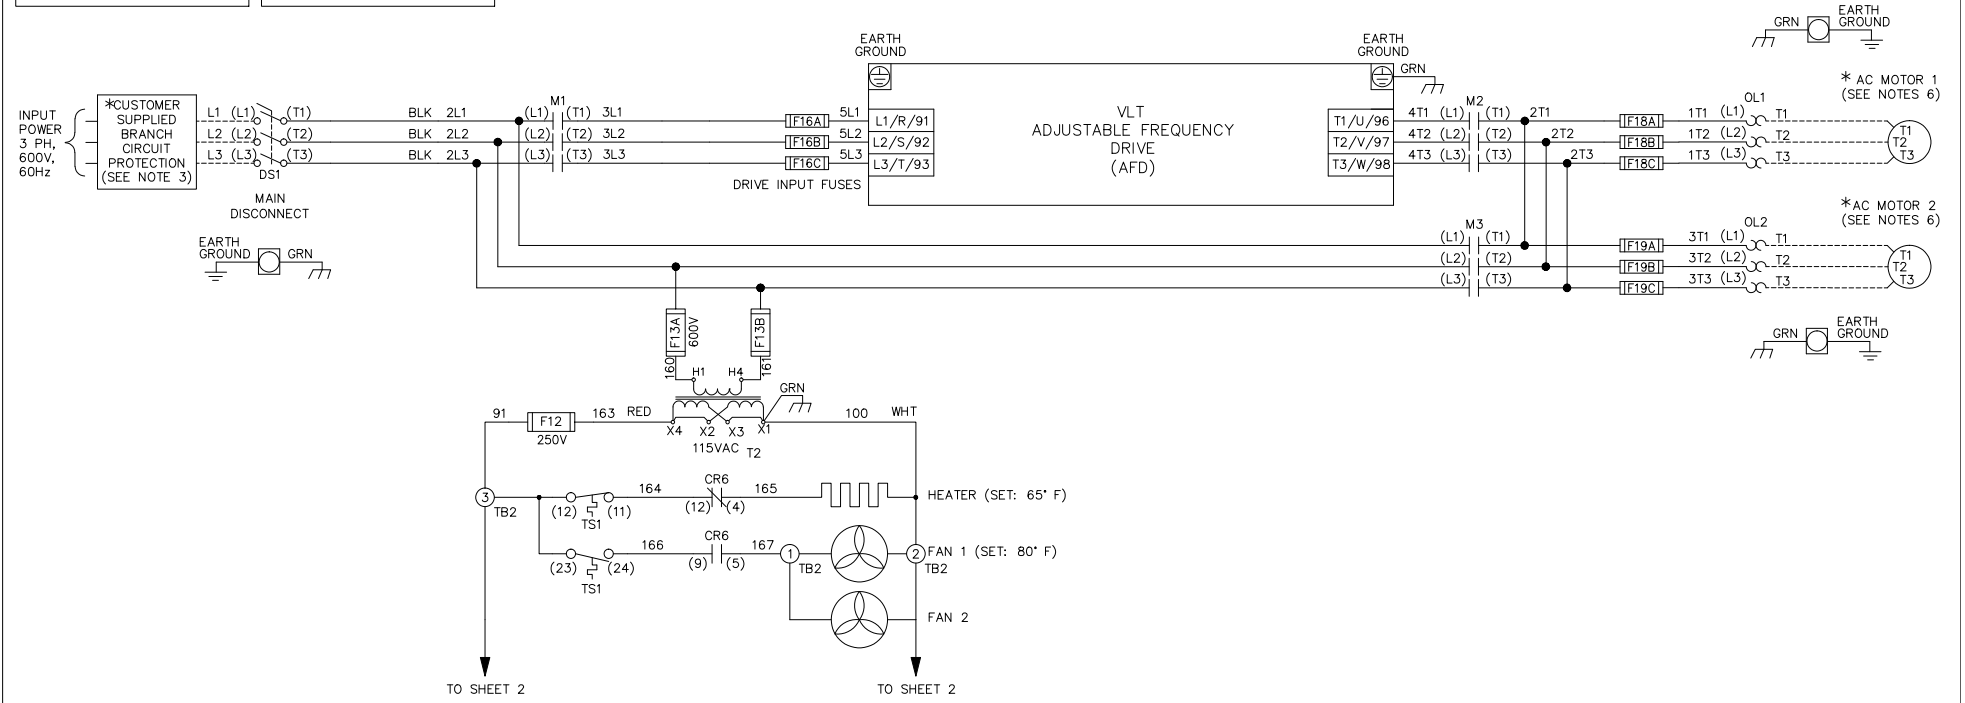 EARTH
GROUND
GRN
EARTH
GROUND
EARTH
GROUND
GRN
INPUT
POWER
3 PH,
600V,
60Hz
*CUSTOMER
SUPPLIED
BRANCH
CIRCUIT
PROTECTION
(SEE NOTE 3)
L1 (L1) (T1)
L2 (L2) (T2)
L3 (L3) (T3)
DS1
MAIN
DISCONNECT
EARTH
GROUND
GRN
BLK 2L1
BLK 2L2
BLK 2L3
M1
(L1) (T1) 3L1
(L2) (T2) 3L2
(L3) (T3) 3L3
F16A 5L1
F16B 5L2
F16C 5L3
DRIVE INPUT FUSES
L1/R/91
L2/S/92
L3/T/93
VLT
ADJUSTABLE FREQUENCY
DRIVE
(AFD)
T1/U/96
T2/V/97
T3/W/98
M2
4T1 (L1) (T1) 2T1
4T2 (L2) (T2) 2T2
4T3 (L3) (T3) 2T3
F18A 1T1 (L1) T1
F18B 1T2 (L2) T2
F18C 1T3 (L3) T3
OL1
* AC MOTOR 1
(SEE NOTES 6)
T1
T2
T3
M3
(L1) (T1)
(L2) (T2)
(L3) (T3)
F19A 3T1 (L1) T1
F19B 3T2 (L2) T2
F19C 3T3 (L3) T3
OL2
*AC MOTOR 2
(SEE NOTES 6)
T1
T2
T3
GRN
EARTH
GROUND
F13A
600V
F13B
160
161
H1 H4
GRN
91
F12
250V
163 RED
X4 X2 X3 X1
115VAC T2
100 WHT
3
TB2
(12) (11)
TS1
164
CR6
(12) (4)
165
HEATER (SET: 65° F)
(23) (24)
TS1
166
CR6
(9) (5)
167
1
TB2
2
TB2
FAN 1 (SET: 80° F)
FAN 2
TO SHEET 2
TO SHEET 2